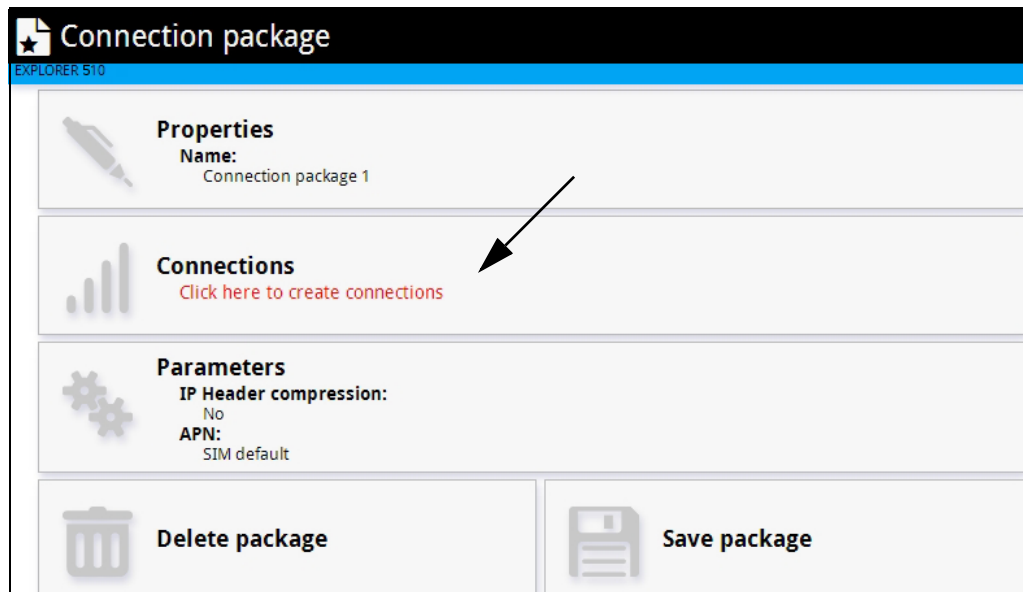 Connection package
EXPLORER 510
Properties
Name:
Connection package 1
Connections
Click here to create connections
Parameters
IP Header compression:
No
APN:
SIM default
Delete package
Save package